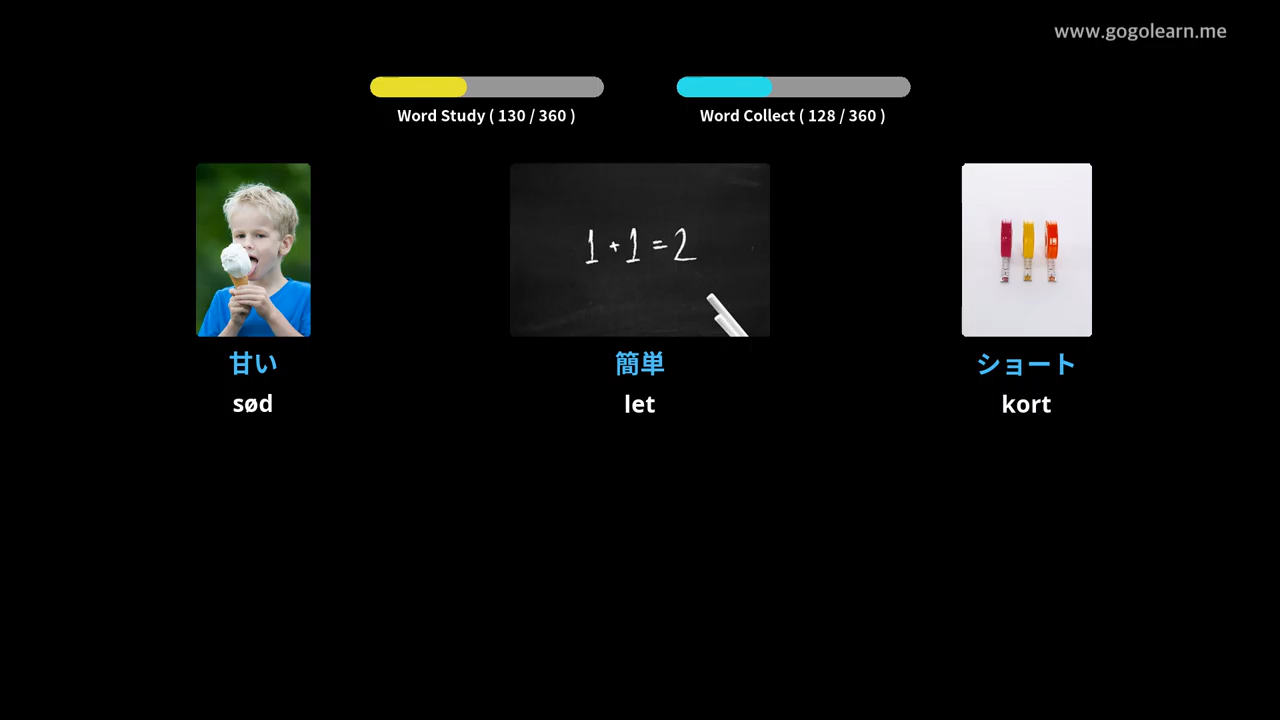 www.gogolearn.me
Word Study ( 130 / 360 )
Word Collect ( 128 / 360 )
1+1=2
甘い
簡単
ショート
sød
let
kort